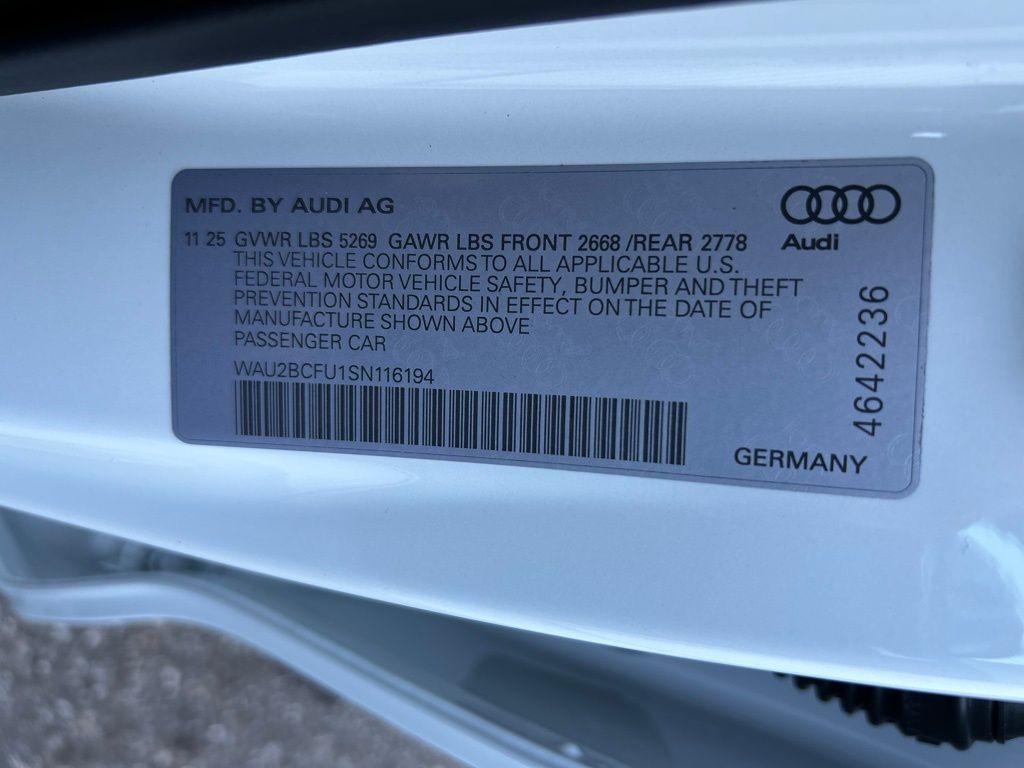 MFD. BY AUDI AG
Audi
11 25 GVWR LBS 5269 GAWR LBS FRONT 2668 /REAR 2778
THIS VEHICLE CONFORMS TO ALL APPLICABLE U.S.
FEDERAL MOTOR VEHICLE SAFETY, BUMPER AND THEFT
PREVENTION STANDARDS IN EFFECT ON THE DATE OF
MANUFACTURE SHOWN ABOVE
PASSENGER CAR
WAU2BCFU1SN116194
4642236
GERMANY